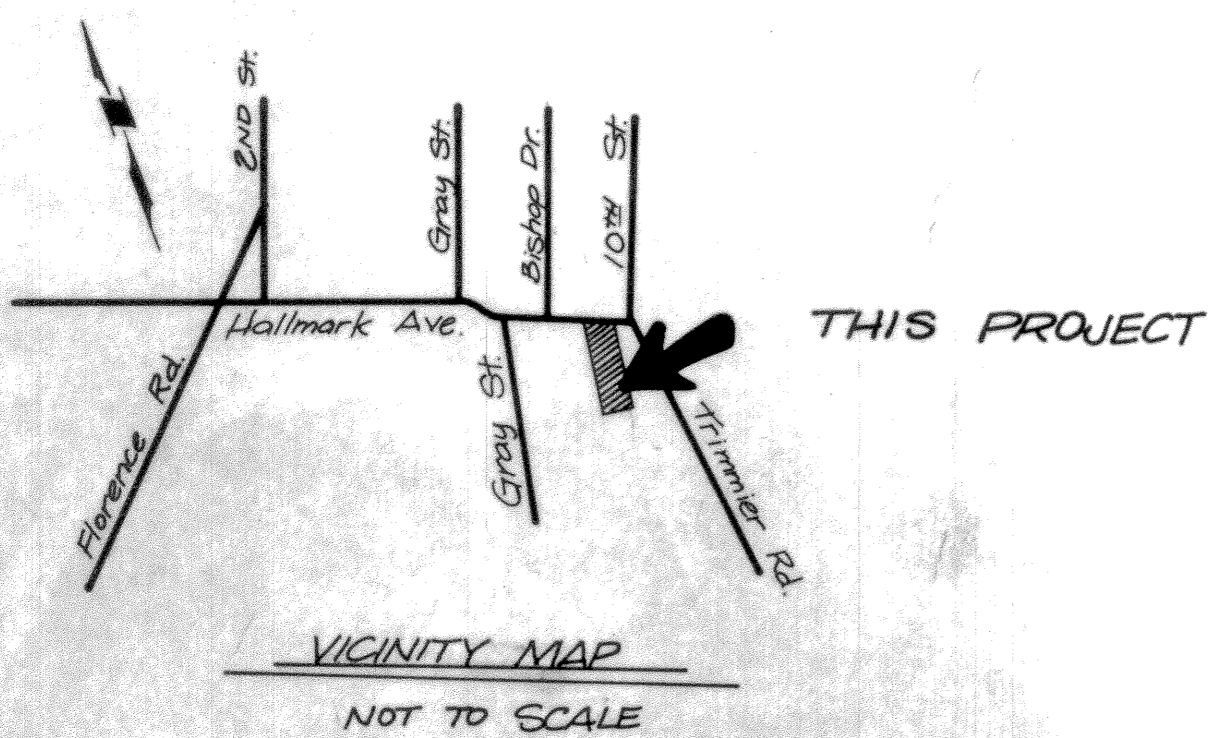 2ND St.
Gray St.
Bishop Dr.
10TH St.
Hallmark Ave.
THIS PROJECT
Florence Rd.
Gray St.
Trimmier Rd.
VICINITY MAP
NOT TO SCALE